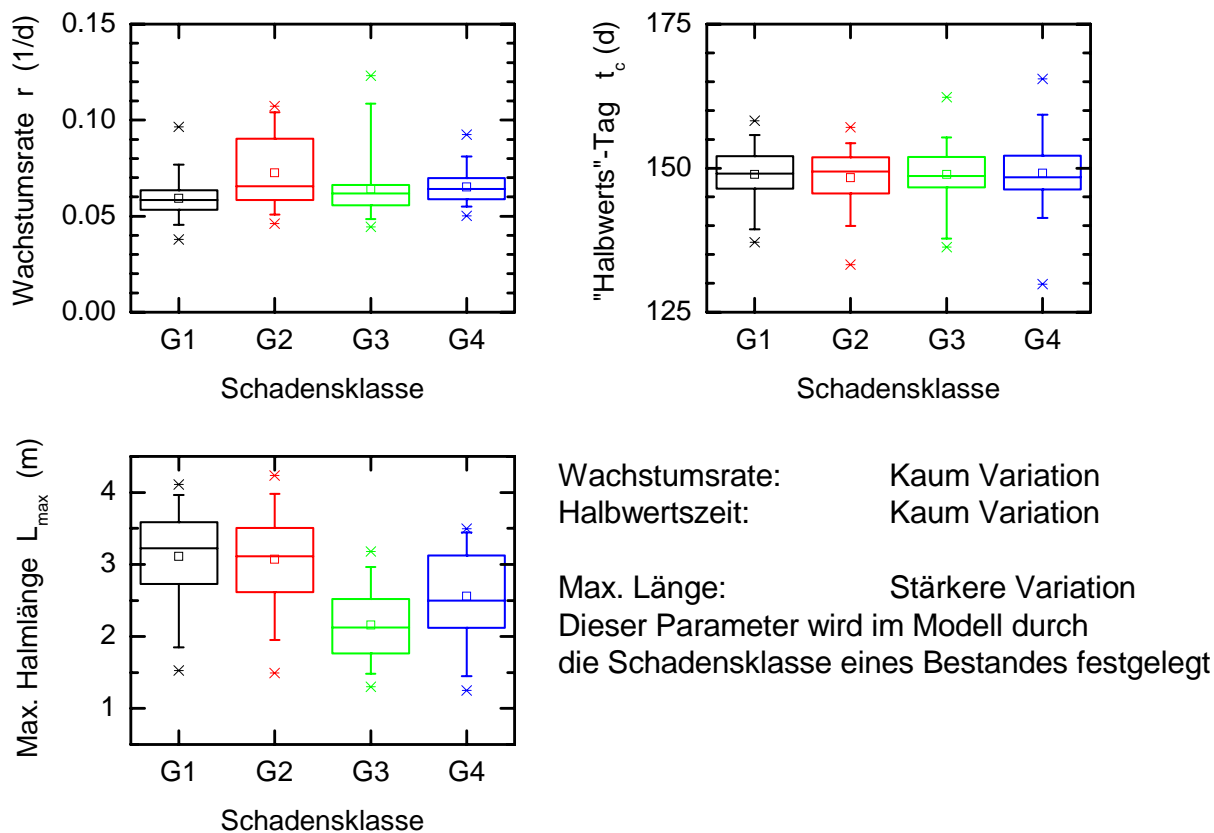 Wachstumsrate r (1/d)
0.15
0.10
0.05
0.00
G1 G2 G3 G4
Schadensklasse
"Halbwerts"-Tag t_c (d)
175
150
125
G1 G2 G3 G4
Schadensklasse
Max. Halmlänge L_max (m)
4
3
2
1
G1 G2 G3 G4
Schadensklasse
Wachstumsrate: Kaum Variation
Halbwertszeit: Kaum Variation
Max. Länge: Stärkere Variation
Dieser Parameter wird im Modell durch
die Schadensklasse eines Bestandes festgelegt